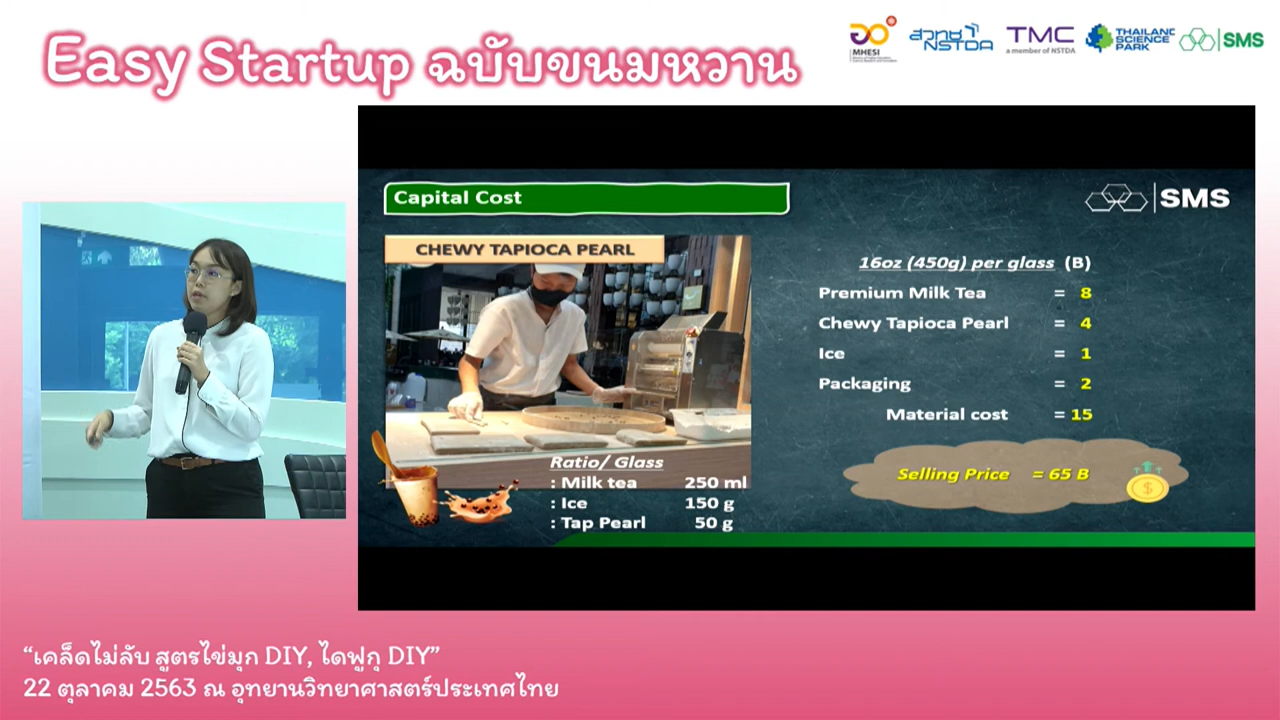 Easy Startup ฉบับขนมหวาน
MHESI
สวทช
NSTDA
TMC
a member of NSTDA
THAILAND
SCIENCE
PARK
SMS
Capital Cost
SMS
CHEWY TAPIOCA PEARL
Ratio/ Glass
: Milk tea 250 ml
: Ice 150 g
: Tap Pearl 50 g
16oz (450g) per glass (B)
Premium Milk Tea = 8
Chewy Tapioca Pearl = 4
Ice = 1
Packaging = 2
Material cost = 15
Selling Price = 65 B
“เคล็ดไม่ลับ สูตรไข่มุก DIY, ไดฟูกุ DIY”
22 ตุลาคม 2563 ณ อุทยานวิทยาศาสตร์ประเทศไทย